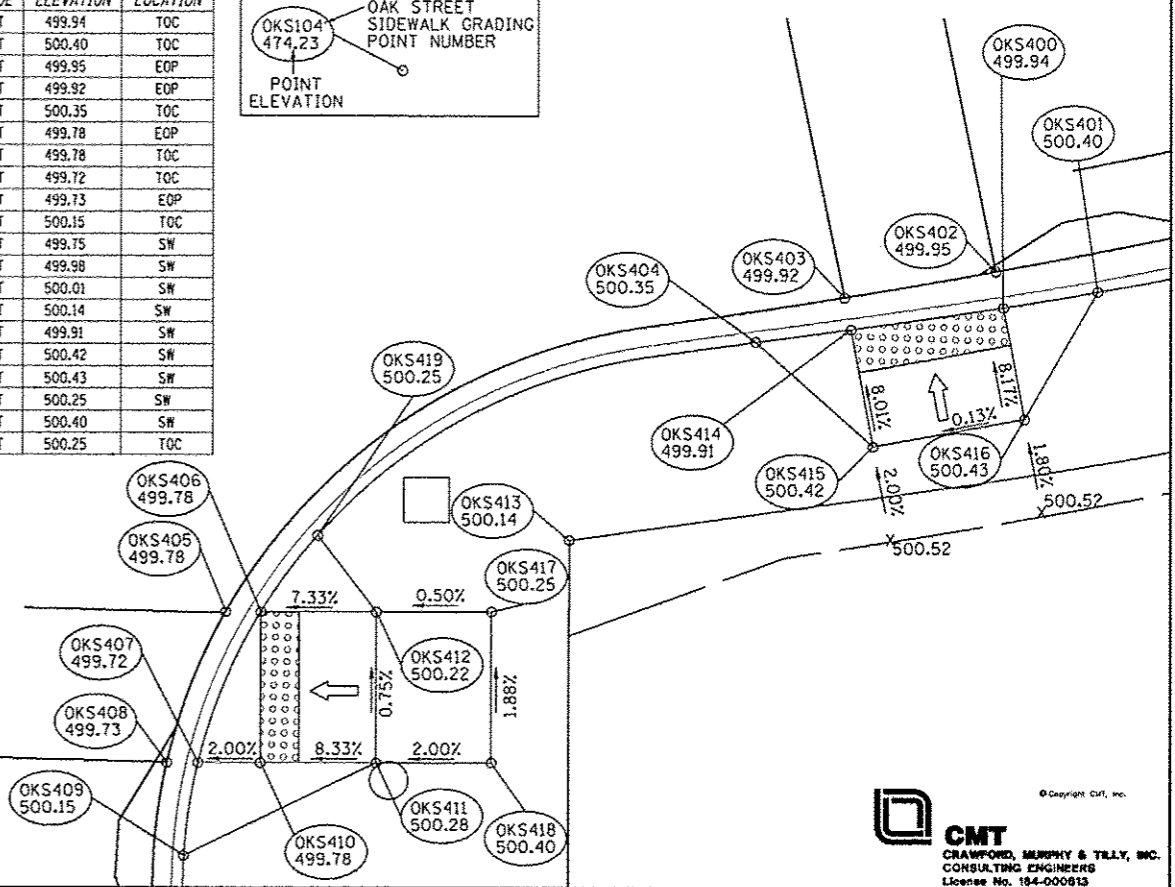 DE ELEVATION LOCATION
T 499.94 TOC
T 500.40 TOC
T 499.95 EOP
T 499.92 EOP
T 500.35 TOC
T 499.78 EOP
T 499.78 TOC
T 499.72 TOC
T 499.73 EOP
T 500.15 TOC
T 499.75 SW
T 499.98 SW
T 500.01 SW
T 500.14 SW
T 499.91 SW
T 500.42 SW
T 500.43 SW
T 500.25 SW
T 500.40 SW
T 500.25 TOC
OKS104
474.23
OAK STREET
SIDEWALK GRADING
POINT NUMBER
POINT
ELEVATION
OKS400
499.94
OKS401
500.40
OKS402
499.95
OKS403
499.92
OKS404
500.35
OKS419
500.25
OKS414
499.91
8.01%
8.17%
0.13%
OKS415
500.42
OKS416
500.43
2.00%
1.80%
500.52
500.52
OKS406
499.78
OKS405
499.78
OKS413
500.14
OKS417
500.25
7.33%
0.50%
OKS407
499.72
OKS412
500.22
0.75%
1.88%
OKS408
499.73
2.00%
8.33%
2.00%
OKS409
500.15
OKS410
499.78
OKS411
500.28
OKS418
500.40
© Copyright CMT, Inc.
CMT
CRAWFORD, MURPHY & TILLY, INC.
CONSULTING ENGINEERS
License No. 184-000613